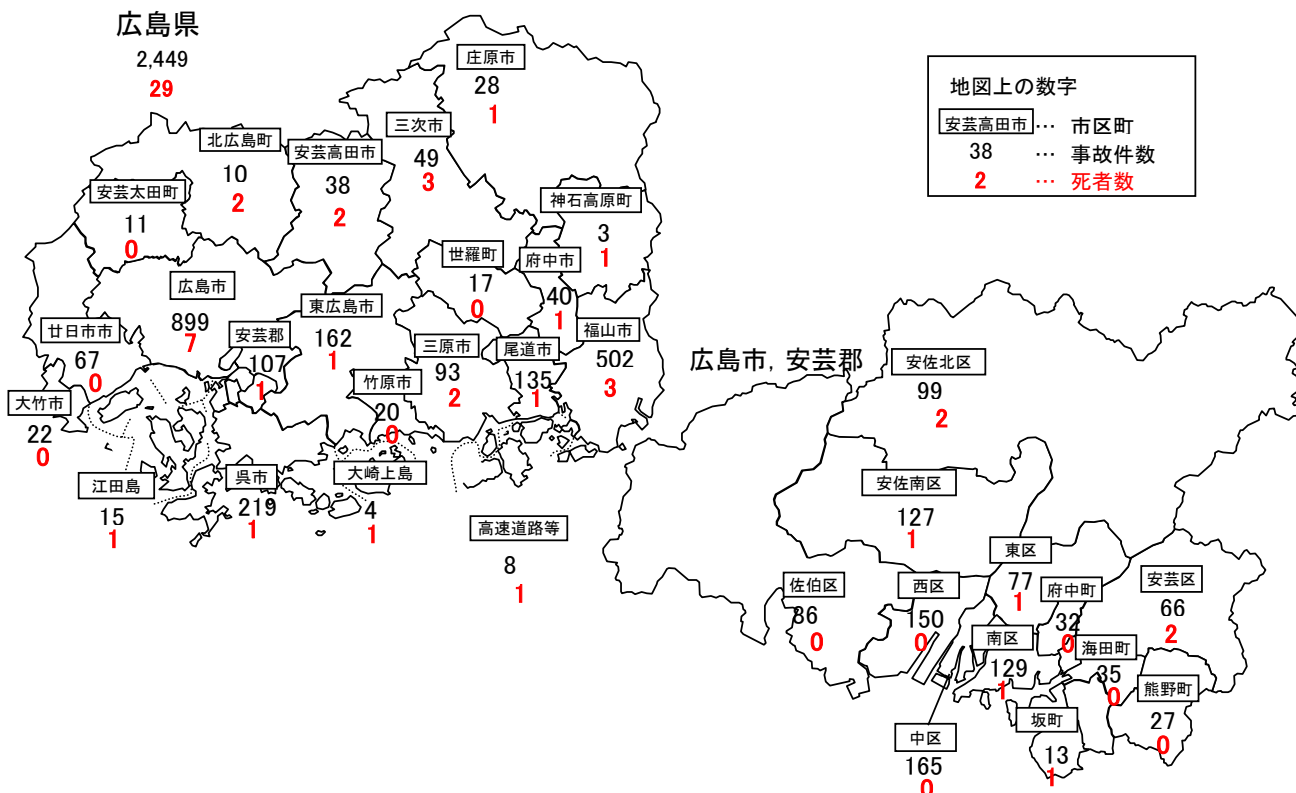 広島県
2,449
29
庄原市
28
1
三次市
49
3
北広島町
10
2
安芸高田市
38
2
安芸太田町
11
0
神石高原町
3
1
世羅町
17
0
府中市
40
1
広島市
899
7
東広島市
162
1
安芸郡
107
1
福山市
502
3
廿日市市
67
0
三原市
93
2
尾道市
135
1
竹原市
20
0
大竹市
22
0
江田島
15
1
呉市
219
1
大崎上島
4
1
高速道路等
8
1
地図上の数字
安芸高田市 … 市区町
38 … 事故件数
2 … 死者数
広島市, 安芸郡
安佐北区
99
2
安佐南区
127
1
東区
77
1
佐伯区
86
0
西区
150
0
府中町
32
0
安芸区
66
2
南区
129
1
海田町
35
0
熊野町
27
0
坂町
13
1
中区
165
0